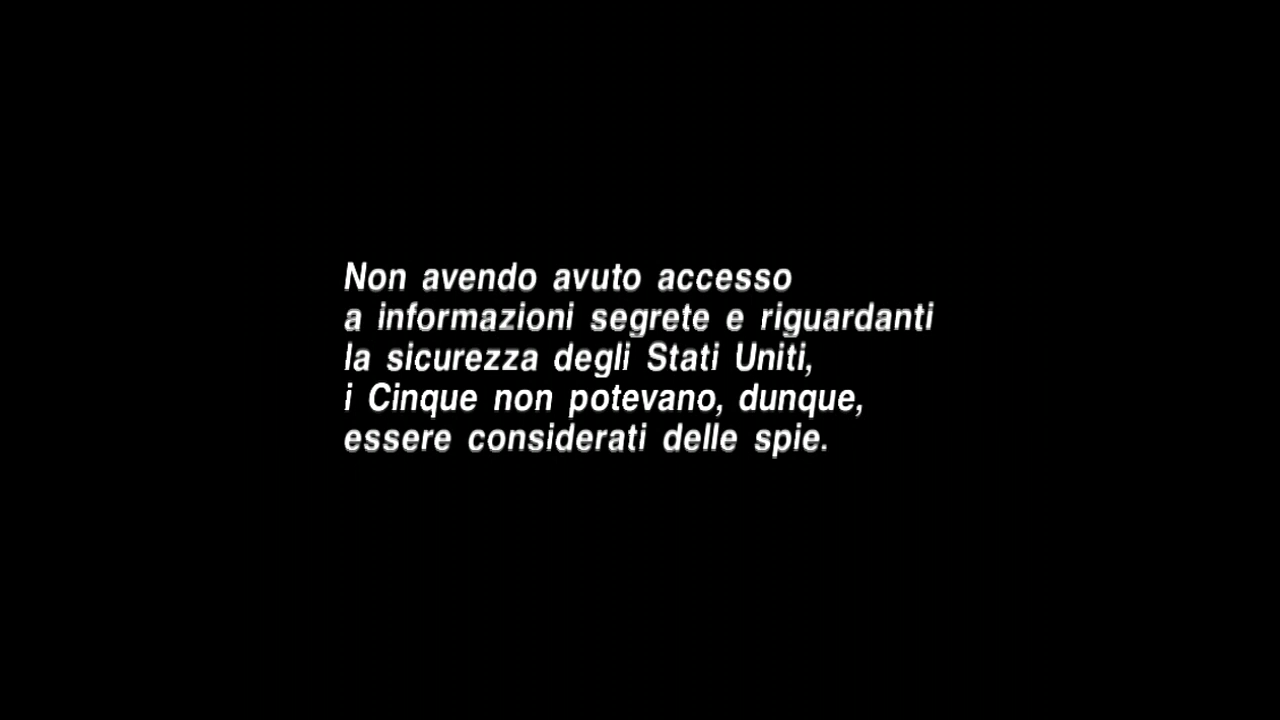 Non avendo avuto accesso
a informazioni segrete e riguardanti
la sicurezza degli Stati Uniti,
i Cinque non potevano, dunque,
essere considerati delle spie.